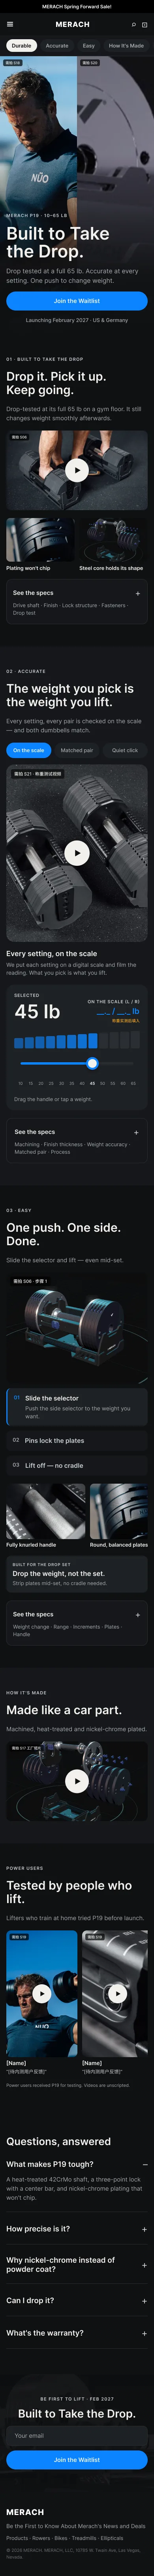 MERACH Spring Forward Sale!
MERACH
Durable
Accurate
Easy
How It's Made
MERACH P19 · 10–65 LB
Built to Take
the Drop.
Drop tested at a full 65 lb. Accurate at every
setting. One push to change weight.
Join the Waitlist
Launching February 2027 · US & Germany
01 · BUILT TO TAKE THE DROP
Drop it. Pick it up.
Keep going.
Drop-tested at its full 65 lb on a gym floor. It still
changes weight smoothly afterwards.
Plating won't chip
Steel core holds its shape
See the specs
Drive shaft · Finish · Lock structure · Fasteners ·
Drop test
02 · ACCURATE
The weight you pick is
the weight you lift.
Every setting, every pair is checked on the scale
— and both dumbbells match.
On the scale
Matched pair
Quiet click
Every setting, on the scale
We put each setting on a digital scale and film the
reading. What you pick is what you lift.
SELECTED
45 lb
ON THE SCALE (L / R)
__._ / __._ lb
10 15 20 25 30 35 40 45 50 55 60 65
Drag the handle or tap a weight.
See the specs
Machining · Finish thickness · Weight accuracy ·
Matched pair · Process
03 · EASY
One push. One side.
Done.
Slide the selector and lift — even mid-set.
01 Slide the selector
Push the side selector to the weight you
want.
02 Pins lock the plates
03 Lift off — no cradle
Fully knurled handle
Round, balanced plates
BUILT FOR THE DROP SET
Drop the weight, not the set.
Strip plates mid-set, no cradle needed.
See the specs
Weight change · Range · Increments · Plates ·
Handle
HOW IT'S MADE
Made like a car part.
Machined, heat-treated and nickel-chrome plated.
POWER USERS
Tested by people who
lift.
Lifters who train at home tried P19 before launch.
[Name]
"[待内测用户反馈]"
[Name]
"[待内测用户反馈]"
Power users received P19 for testing. Videos are unscripted.
Questions, answered
What makes P19 tough?
A heat-treated 42CrMo shaft, a three-point lock
with a center bar, and nickel-chrome plating that
won't chip.
How precise is it?
Why nickel-chrome instead of
powder coat?
Can I drop it?
What's the warranty?
BE FIRST TO LIFT · FEB 2027
Built to Take the Drop.
Your email
Join the Waitlist
MERACH
Be the First to Know About Merach's News and Deals
Products · Rowers · Bikes · Treadmills · Ellipticals